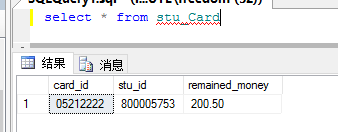 select * from stu_Card
结果 消息
card_id stu_id remained_money
1 05212222 800005753 200.50